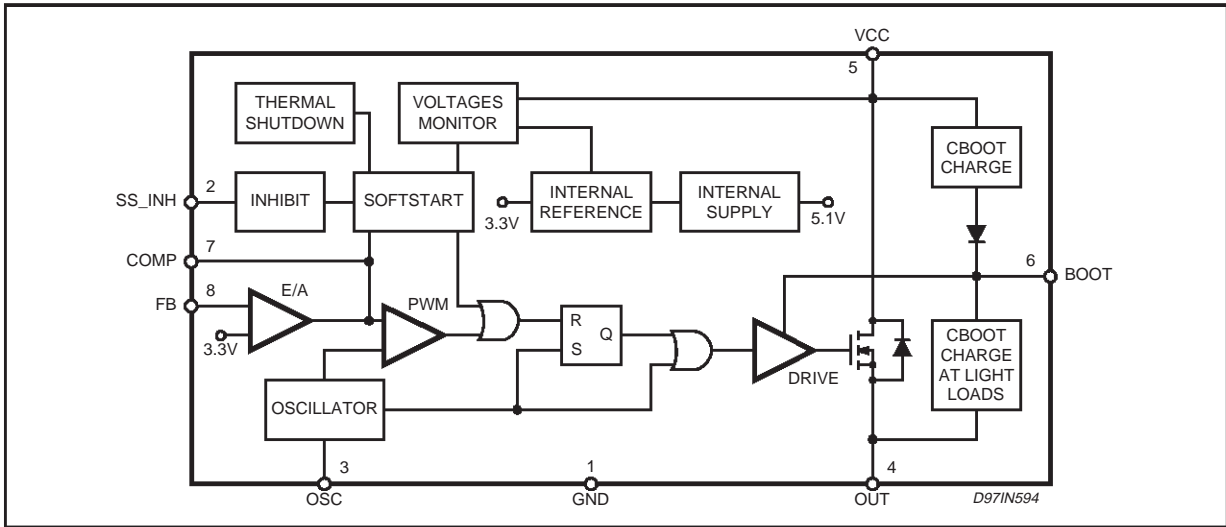 VCC
5
THERMAL
SHUTDOWN
VOLTAGES
MONITOR
CBOOT
CHARGE
SS_INH
2
INHIBIT
SOFTSTART
3.3V
INTERNAL
REFERENCE
INTERNAL
SUPPLY
5.1V
COMP
7
6
BOOT
FB
8
E/A
3.3V
PWM
R
S
Q
DRIVE
CBOOT
CHARGE
AT LIGHT
LOADS
OSCILLATOR
3
OSC
1
GND
4
OUT
D97IN594